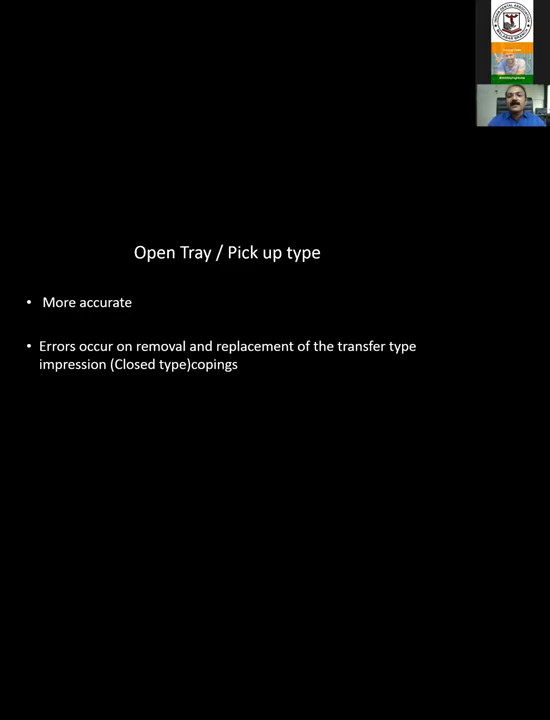 Open Tray / Pick up type
• More accurate
• Errors occur on removal and replacement of the transfer type
impression (Closed type)copings